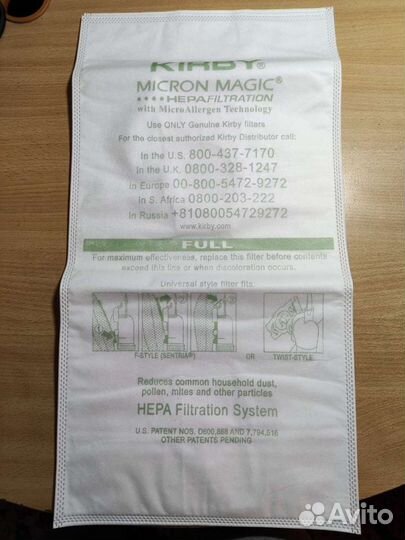 KIRBY®
MICRON MAGIC®
★★★★ HEPAFILTRATION
with MicroAllergen Technology
Use ONLY Genuine Kirby filters.
For the closest authorized Kirby Distributor call:
In the U.S. 800-437-7170
In the U.K. 0800-328-1247
In Europe 00-800-5472-9272
In S. Africa 0800-203-222
In Russia +81080054729272
www.kirby.com
FULL
For maximum effectiveness, replace this filter before contents
exceed this line or when discoloration occurs.
Universal style filter fits:
F-STYLE (SENTRIA®) OR TWIST-STYLE
Reduces common household dust,
pollen, mites and other particles
HEPA Filtration System
U.S. PATENT NOS. D600,868 AND 7,794,516
OTHER PATENTS PENDING
Avito